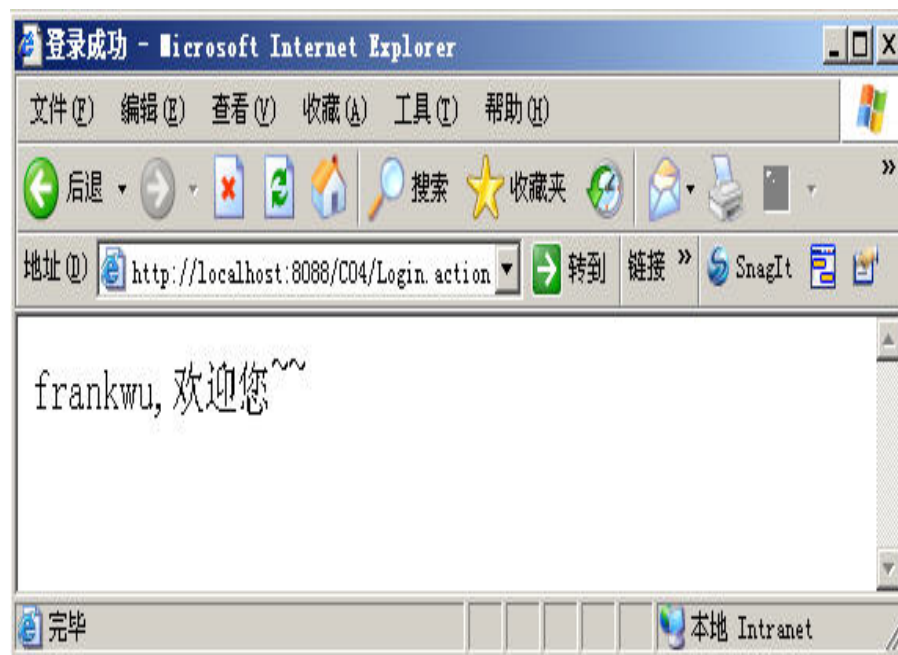 登录成功 - Microsoft Internet Explorer
文件(F) 编辑(E) 查看(V) 收藏(A) 工具(T) 帮助(H)
后退 搜索 收藏夹 »
地址(D) http://localhost:8088/C04/Login.action 转到 链接 » SnagIt
frankwu,欢迎您~~
完毕 本地 Intranet